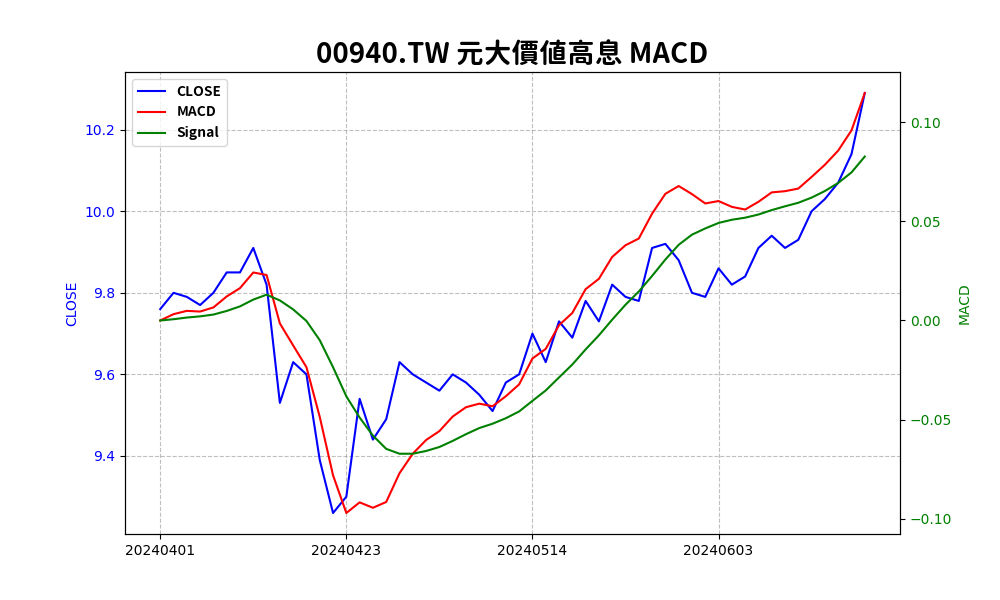 00940.TW 元大價值高息 MACD
CLOSE
MACD
Signal
10.2
10.0
9.8
9.6
9.4
CLOSE
0.10
0.05
0.00
−0.05
−0.10
MACD
20240401
20240423
20240514
20240603